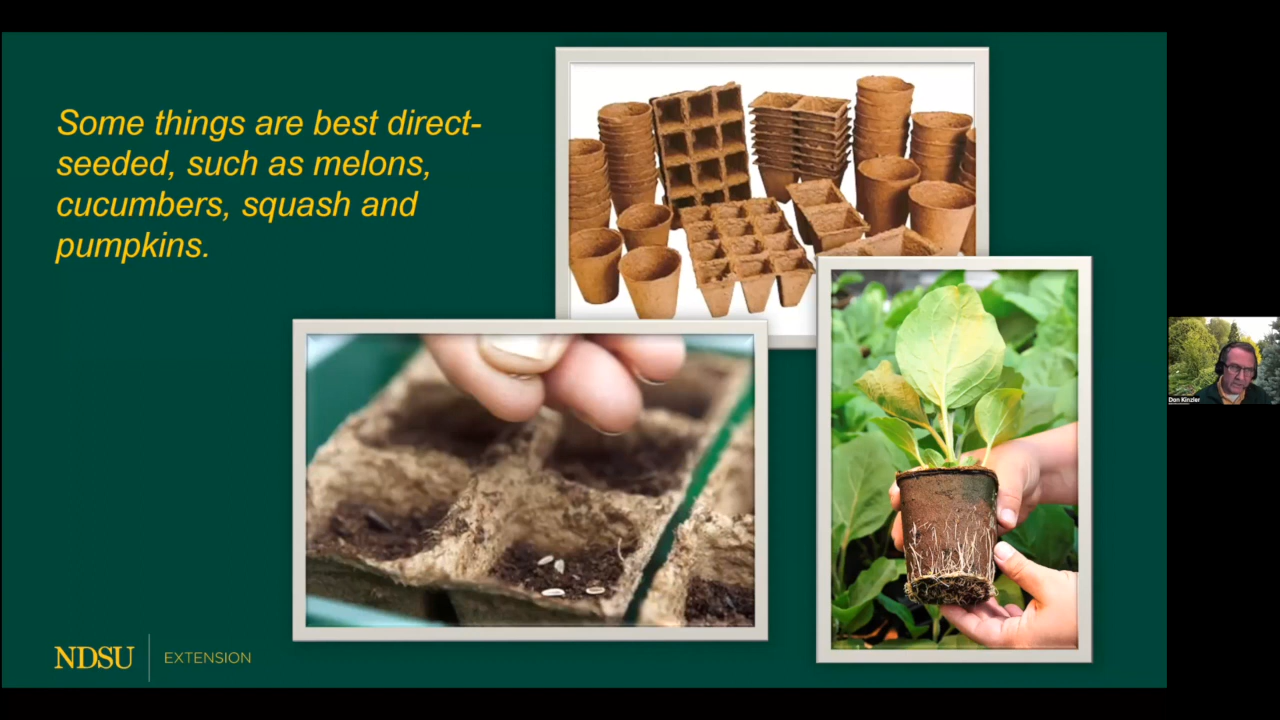 Some things are best direct-
seeded, such as melons,
cucumbers, squash and
pumpkins.
NDSU EXTENSION
Don Kinzler